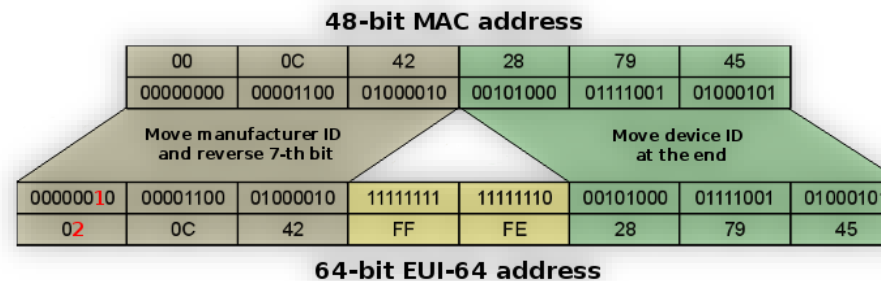 48-bit MAC address
00 0C 42 28 79 45
00000000 00001100 01000010 00101000 01111001 01000101
Move manufacturer ID Move device ID
and reverse 7-th bit at the end
00000010 00001100 01000010 11111111 11111110 00101000 01111001 01000101
02 0C 42 FF FE 28 79 45
64-bit EUI-64 address